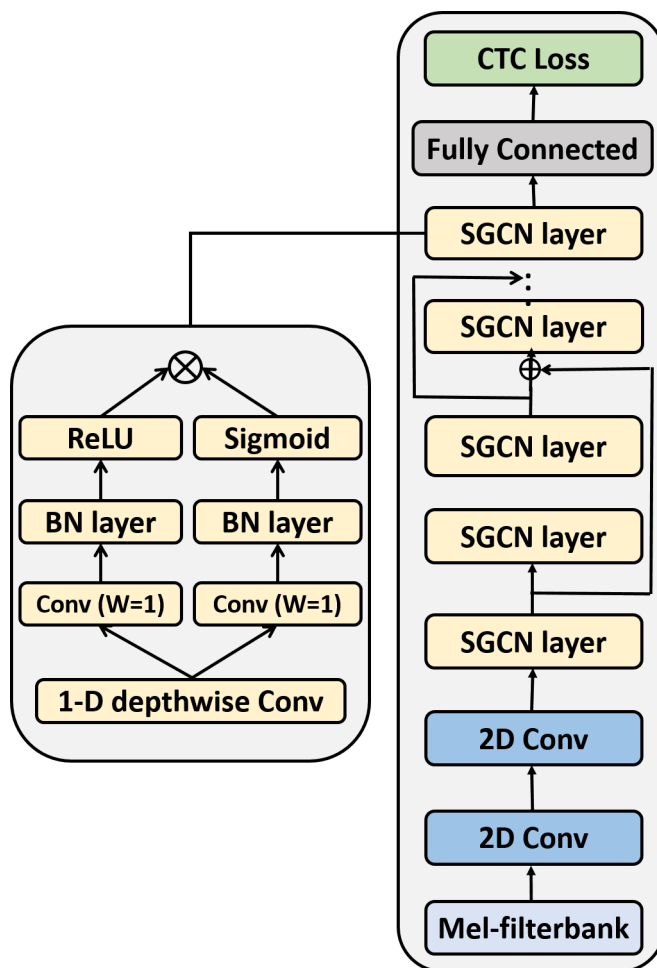 CTC Loss
Fully Connected
SGCN layer
SGCN layer
SGCN layer
SGCN layer
SGCN layer
2D Conv
2D Conv
Mel-filterbank
ReLU
Sigmoid
BN layer
BN layer
Conv (W=1)
Conv (W=1)
1-D depthwise Conv